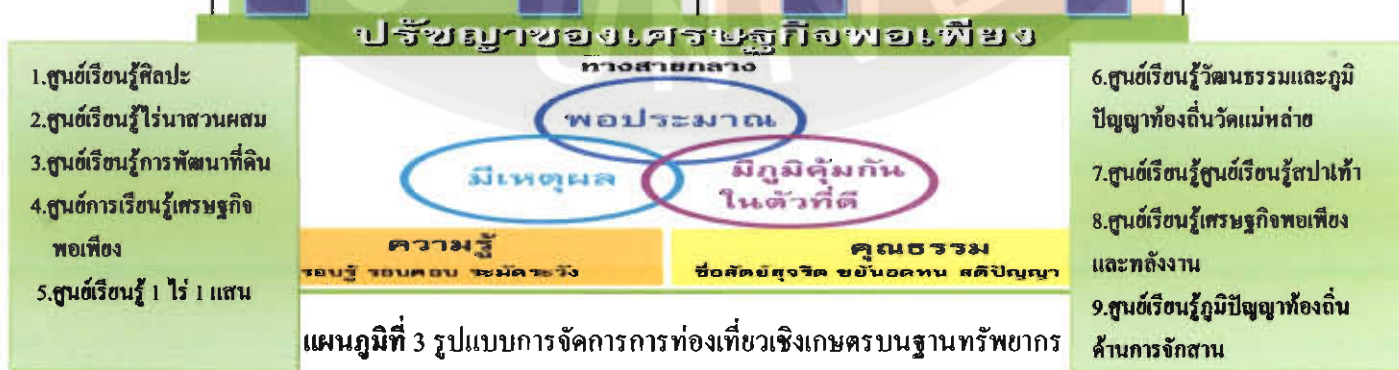 ปรัชญาของเศรษฐกิจพอเพียง
ทางสายกลาง
พอประมาณ
มีเหตุผล
มีภูมิคุ้มกัน
ในตัวที่ดี
ความรู้
รอบรู้ รอบคอบ ระมัดระวัง
คุณธรรม
ซื่อสัตย์สุจริต ขยันอดทน สติปัญญา
1.ศูนย์เรียนรู้ศิลปะ
2.ศูนย์เรียนรู้ไร่นาสวนผสม
3.ศูนย์เรียนรู้การพัฒนาที่ดิน
4.ศูนย์การเรียนรู้เศรษฐกิจ
พอเพียง
5.ศูนย์เรียนรู้ 1 ไร่ 1 แสน
6.ศูนย์เรียนรู้วัฒนธรรมและภูมิ
ปัญญาท้องถิ่นวัดแม่หล่าย
7.ศูนย์เรียนรู้ศูนย์เรียนรู้สปาเท้า
8.ศูนย์เรียนรู้เศรษฐกิจพอเพียง
และพลังงาน
9.ศูนย์เรียนรู้ภูมิปัญญาท้องถิ่น
ด้านการจักสาน
แผนภูมิที่ 3 รูปแบบการจัดการการท่องเที่ยวเชิงเกษตรบนฐานทรัพยากร